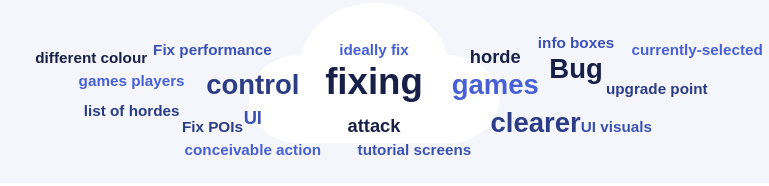 info boxes
different colour
Fix performance
ideally fix
horde
currently-selected
games players
control
fixing
games
Bug
upgrade point
list of hordes
Fix POIs
UI
attack
clearer
UI visuals
conceivable action
tutorial screens